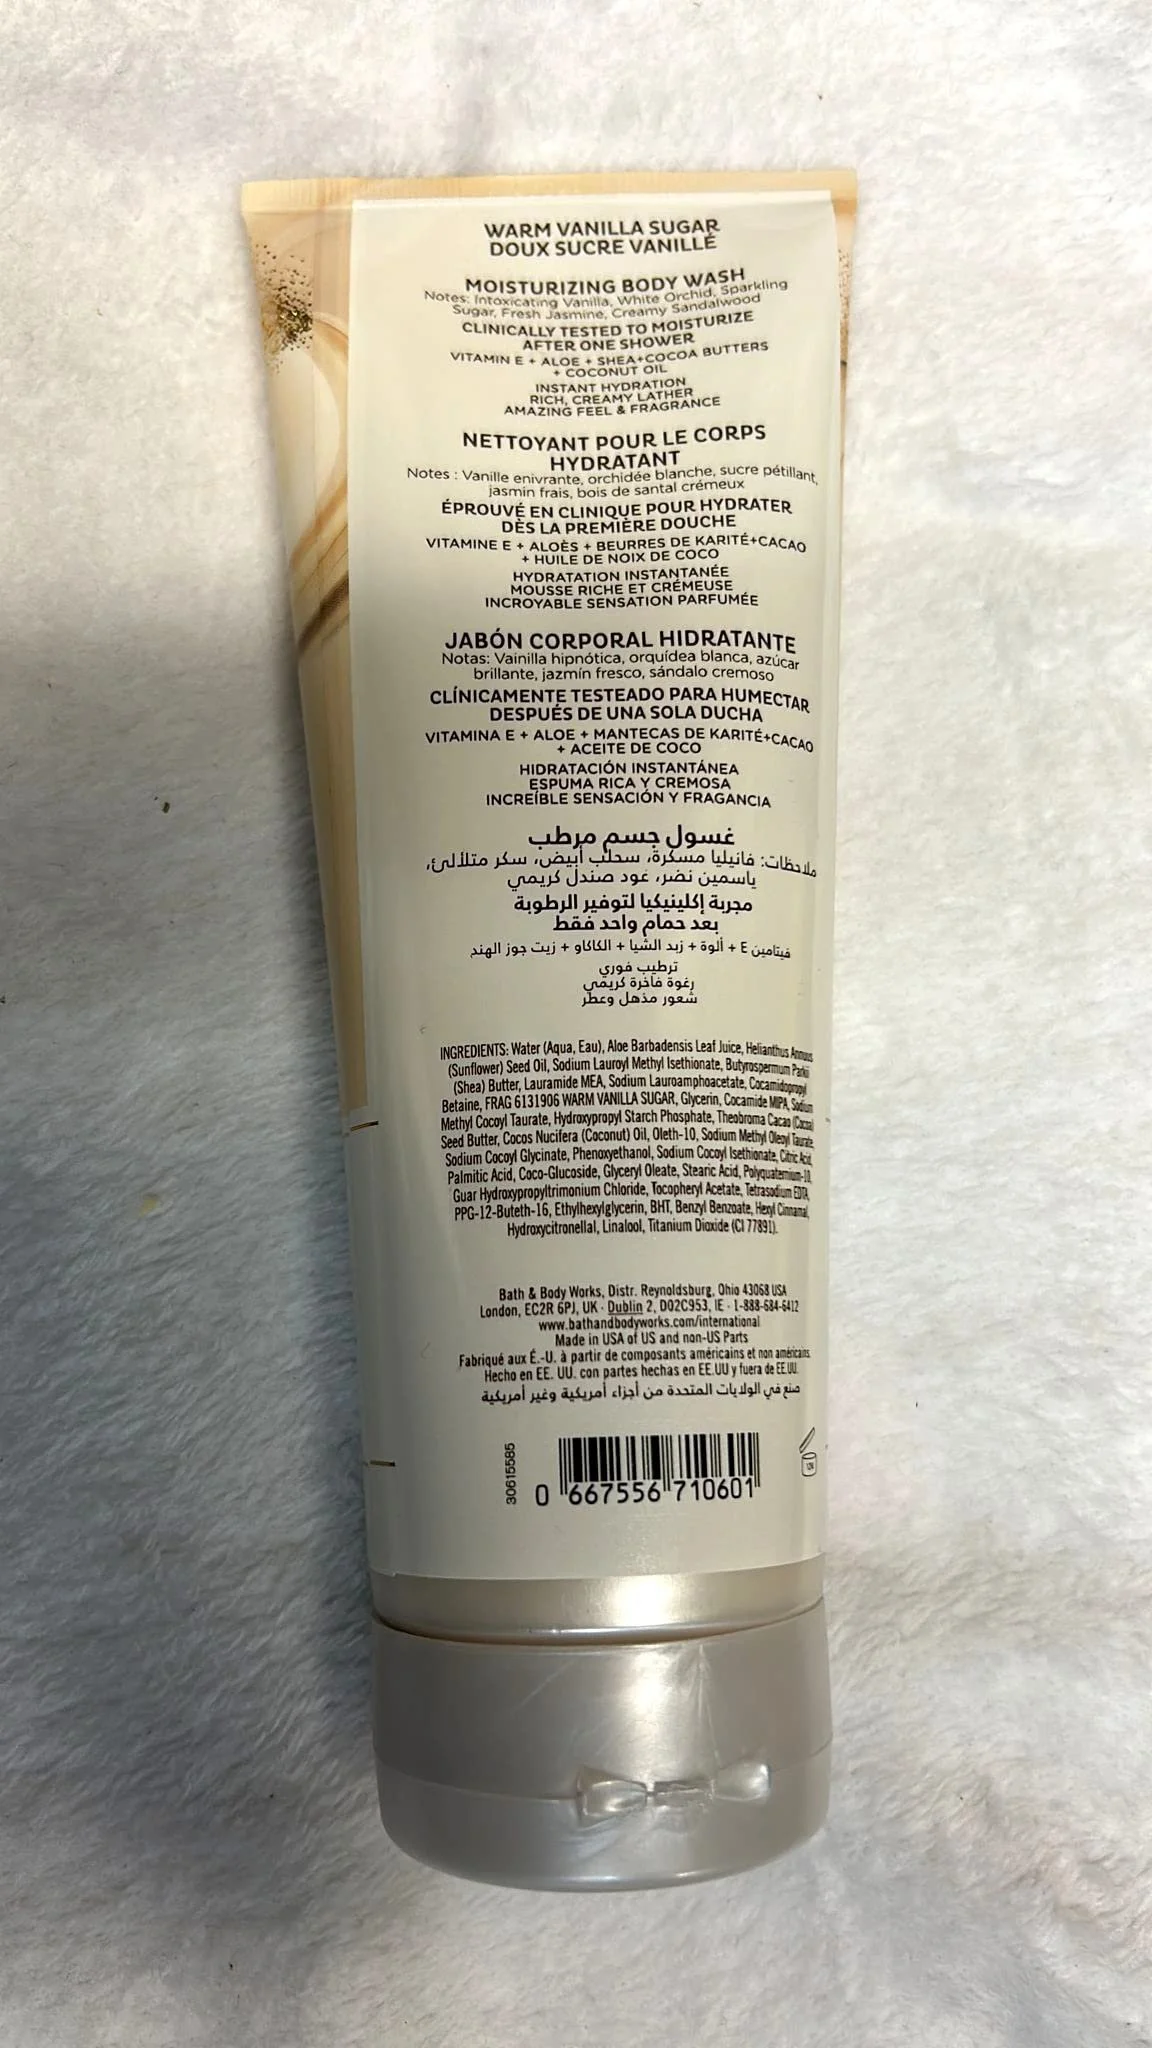 WARM VANILLA SUGAR
DOUX SUCRE VANILLÉ
MOISTURIZING BODY WASH
Notes: Intoxicating Vanilla, White Orchid, Sparkling
Sugar, Fresh Jasmine, Creamy Sandalwood
CLINICALLY TESTED TO MOISTURIZE
AFTER ONE SHOWER
VITAMIN E + ALOE + SHEA+COCOA BUTTERS
+ COCONUT OIL
INSTANT HYDRATION
RICH, CREAMY LATHER
AMAZING FEEL & FRAGRANCE
NETTOYANT POUR LE CORPS
HYDRATANT
Notes : Vanille enivrante, orchidée blanche, sucre pétillant,
jasmin frais, bois de santal crémeux
ÉPROUVÉ EN CLINIQUE POUR HYDRATER
DÈS LA PREMIÈRE DOUCHE
VITAMINE E + ALOÈS + BEURRES DE KARITÉ+CACAO
+ HUILE DE NOIX DE COCO
HYDRATATION INSTANTANÉE
MOUSSE RICHE ET CRÉMEUSE
INCROYABLE SENSATION PARFUMÉE
JABÓN CORPORAL HIDRATANTE
Notas: Vainilla hipnótica, orquídea blanca, azúcar
brillante, jazmín fresco, sándalo cremoso
CLÍNICAMENTE TESTEADO PARA HUMECTAR
DESPUÉS DE UNA SOLA DUCHA
VITAMINA E + ALOE + MANTECAS DE KARITÉ+CACAO
+ ACEITE DE COCO
HIDRATACIÓN INSTANTÁNEA
ESPUMA RICA Y CREMOSA
INCREÍBLE SENSACIÓN Y FRAGANCIA
غسول جسم مرطب
ملاحظات: فانيليا مسكرة، سحلب أبيض، سكر متلألئ،
ياسمين نضر، عود صندل كريمي
مجربة إكلينيكيا لتوفير الرطوبة
بعد حمام واحد فقط
فيتامين E + ألوة + زبد الشيا + الكاكاو + زيت جوز الهند
ترطيب فوري
رغوة فاخرة كريمي
شعور مذهل وعطر
INGREDIENTS: Water (Aqua, Eau), Aloe Barbadensis Leaf Juice, Helianthus Annuus
(Sunflower) Seed Oil, Sodium Lauroyl Methyl Isethionate, Butyrospermum Parkii
(Shea) Butter, Lauramide MEA, Sodium Lauroamphoacetate, Cocamidopropyl
Betaine, FRAG 6131906 WARM VANILLA SUGAR, Glycerin, Cocamide MIPA, Sodium
Methyl Cocoyl Taurate, Hydroxypropyl Starch Phosphate, Theobroma Cacao (Cocoa)
Seed Butter, Cocos Nucifera (Coconut) Oil, Oleth-10, Sodium Methyl Oleoyl Taurate,
Sodium Cocoyl Glycinate, Phenoxyethanol, Sodium Cocoyl Isethionate, Citric Acid,
Palmitic Acid, Coco-Glucoside, Glyceryl Oleate, Stearic Acid, Polyquaternium-10,
Guar Hydroxypropyltrimonium Chloride, Tocopheryl Acetate, Tetrasodium EDTA,
PPG-12-Buteth-16, Ethylhexylglycerin, BHT, Benzyl Benzoate, Hexyl Cinnamal,
Hydroxycitronellal, Linalool, Titanium Dioxide (CI 77891).
Bath & Body Works, Distr. Reynoldsburg, Ohio 43068 USA
London, EC2R 6PJ, UK · Dublin 2, D02C953, IE · 1-888-684-6412
www.bathandbodyworks.com/international
Made in USA of US and non-US Parts
Fabriqué aux É.-U. à partir de composants américains et non américains.
Hecho en EE. UU. con partes hechas en EE.UU y fuera de EE.UU.
صنع في الولايات المتحدة من أجزاء أمريكية وغير أمريكية
30615585
0 667556 710601